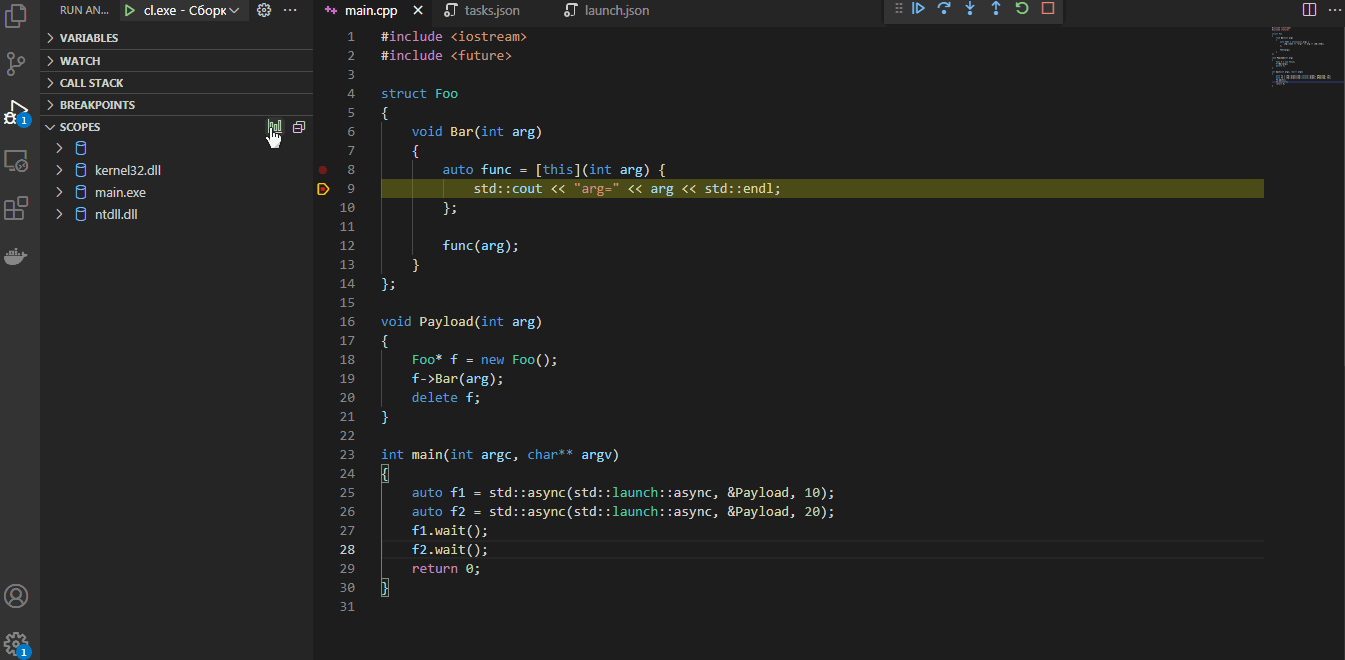 RUN AN... cl.exe - Сборк
main.cpp
tasks.json
launch.json
VARIABLES
WATCH
CALL STACK
BREAKPOINTS
SCOPES
kernel32.dll
main.exe
ntdll.dll
1
1
1 #include <iostream>
2 #include <future>
3
4 struct Foo
5 {
6 void Bar(int arg)
7 {
8 auto func = [this](int arg) {
9 std::cout << "arg=" << arg << std::endl;
10 };
11
12 func(arg);
13 }
14 };
15
16 void Payload(int arg)
17 {
18 Foo* f = new Foo();
19 f->Bar(arg);
20 delete f;
21 }
22
23 int main(int argc, char** argv)
24 {
25 auto f1 = std::async(std::launch::async, &Payload, 10);
26 auto f2 = std::async(std::launch::async, &Payload, 20);
27 f1.wait();
28 f2.wait();
29 return 0;
30 }
31